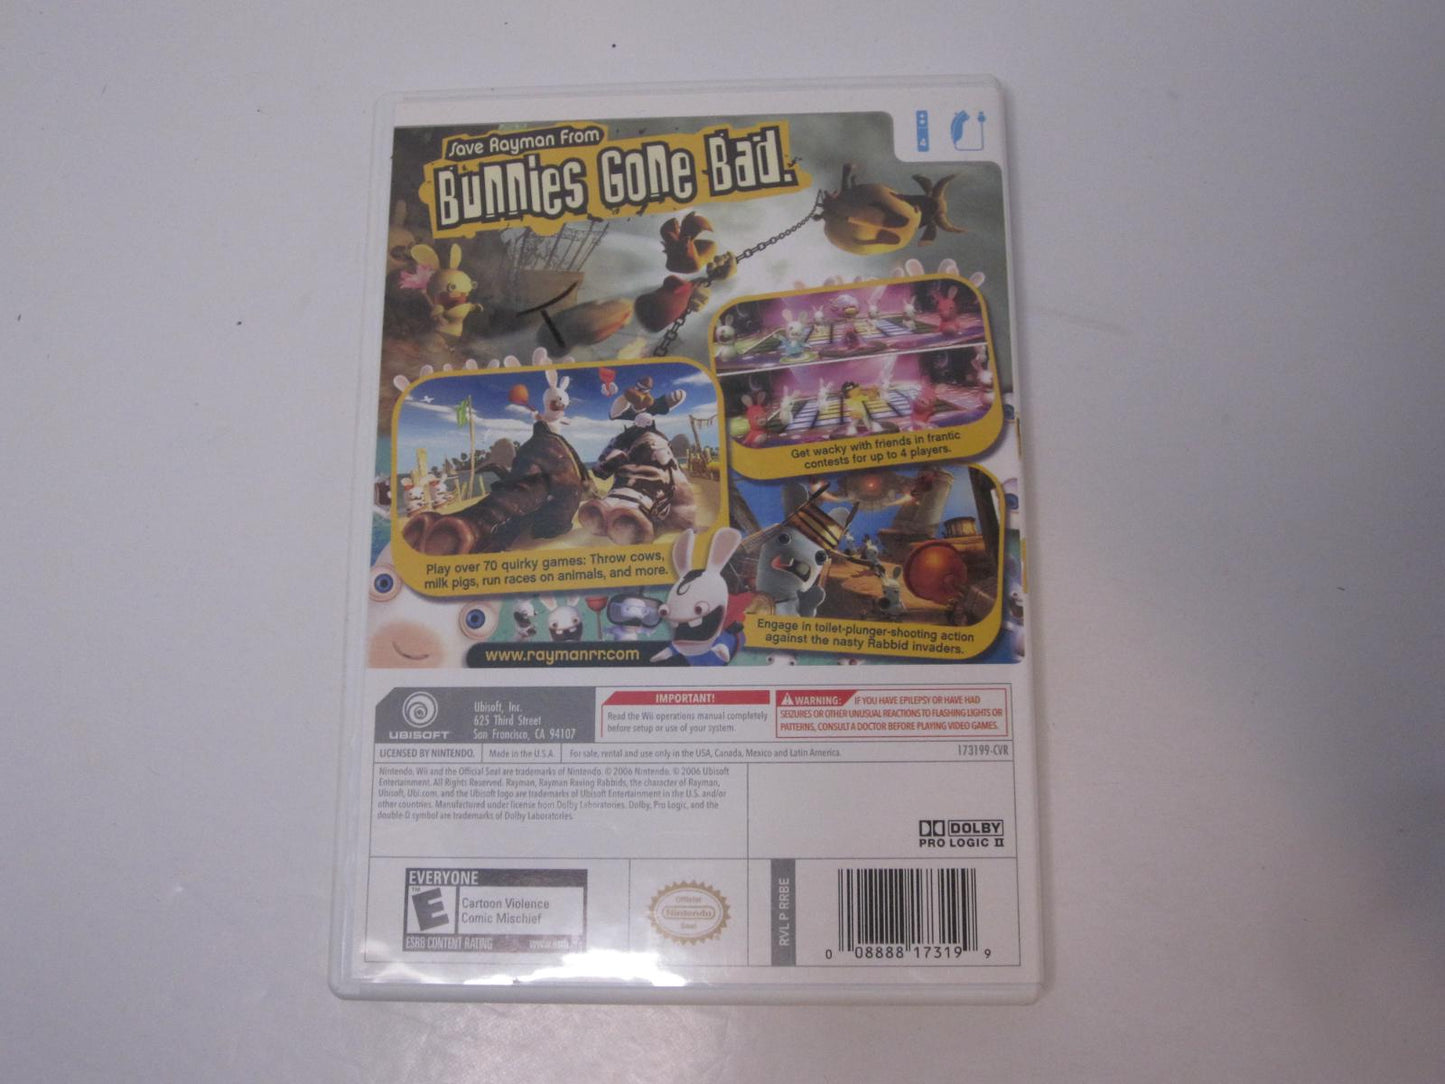 Save Rayman From
Bunnies Gone Bad.
Get wacky with friends in frantic
contests for up to 4 players.
Play over 70 quirky games: Throw cows,
milk pigs, run races on animals, and more.
Engage in toilet-plunger-shooting action
against the nasty Rabbid invaders.
www.raymanrr.com
UBISOFT
Ubisoft, Inc.
625 Third Street
San Francisco, CA 94107
IMPORTANT!
Read the Wii operations manual completely
before setup or use of your system.
WARNING: IF YOU HAVE EPILEPSY OR HAVE HAD
SEIZURES OR OTHER UNUSUAL REACTIONS TO FLASHING LIGHTS OR
PATTERNS, CONSULT A DOCTOR BEFORE PLAYING VIDEO GAMES.
LICENSED BY NINTENDO.
Made in the U.S.A.
For sale, rental and use only in the USA, Canada, Mexico and Latin America.
173199-CVR
Nintendo, Wii and the Official Seal are trademarks of Nintendo. © 2006 Nintendo. © 2006 Ubisoft
Entertainment. All Rights Reserved. Rayman, Rayman Raving Rabbids, the character of Rayman,
Ubisoft, Ubi.com, and the Ubisoft logo are trademarks of Ubisoft Entertainment in the U.S. and/or
other countries. Manufactured under license from Dolby Laboratories. Dolby, Pro Logic, and the
double-D symbol are trademarks of Dolby Laboratories.
DOLBY
PRO LOGIC II
EVERYONE
E
Cartoon Violence
Comic Mischief
ESRB CONTENT RATING
Official
Nintendo
Seal
RVL P RRBE
0 08888 17319 9